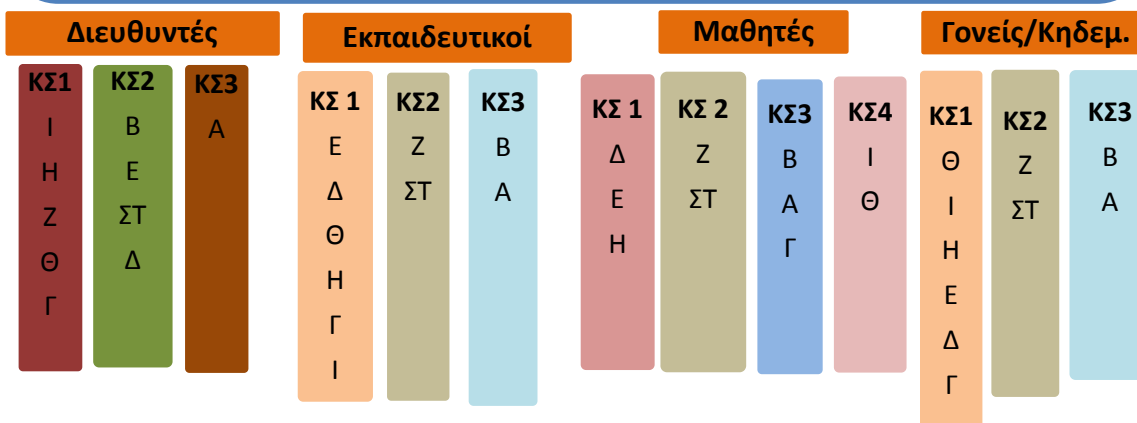 Διευθυντές
ΚΣ1
Ι
Η
Ζ
Θ
Γ
ΚΣ2
Β
Ε
ΣΤ
Δ
ΚΣ3
Α
Εκπαιδευτικοί
ΚΣ 1
Ε
Δ
Θ
Η
Γ
Ι
ΚΣ2
Ζ
ΣΤ
ΚΣ3
Β
Α
Μαθητές
ΚΣ 1
Δ
Ε
Η
ΚΣ 2
Ζ
ΣΤ
ΚΣ3
Β
Α
Γ
ΚΣ4
Ι
Θ
Γονείς/Κηδεμ.
ΚΣ1
Θ
Ι
Η
Ε
Δ
Γ
ΚΣ2
Ζ
ΣΤ
ΚΣ3
Β
Α